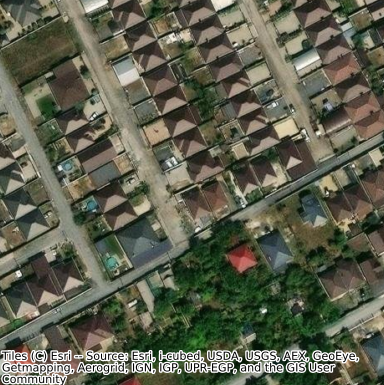 Tiles (C) Esri -- Source: Esri, i-cubed, USDA, USGS, AEX, GeoEye,
Getmapping, Aerogrid, IGN, IGP, UPR-EGP, and the GIS User
Community